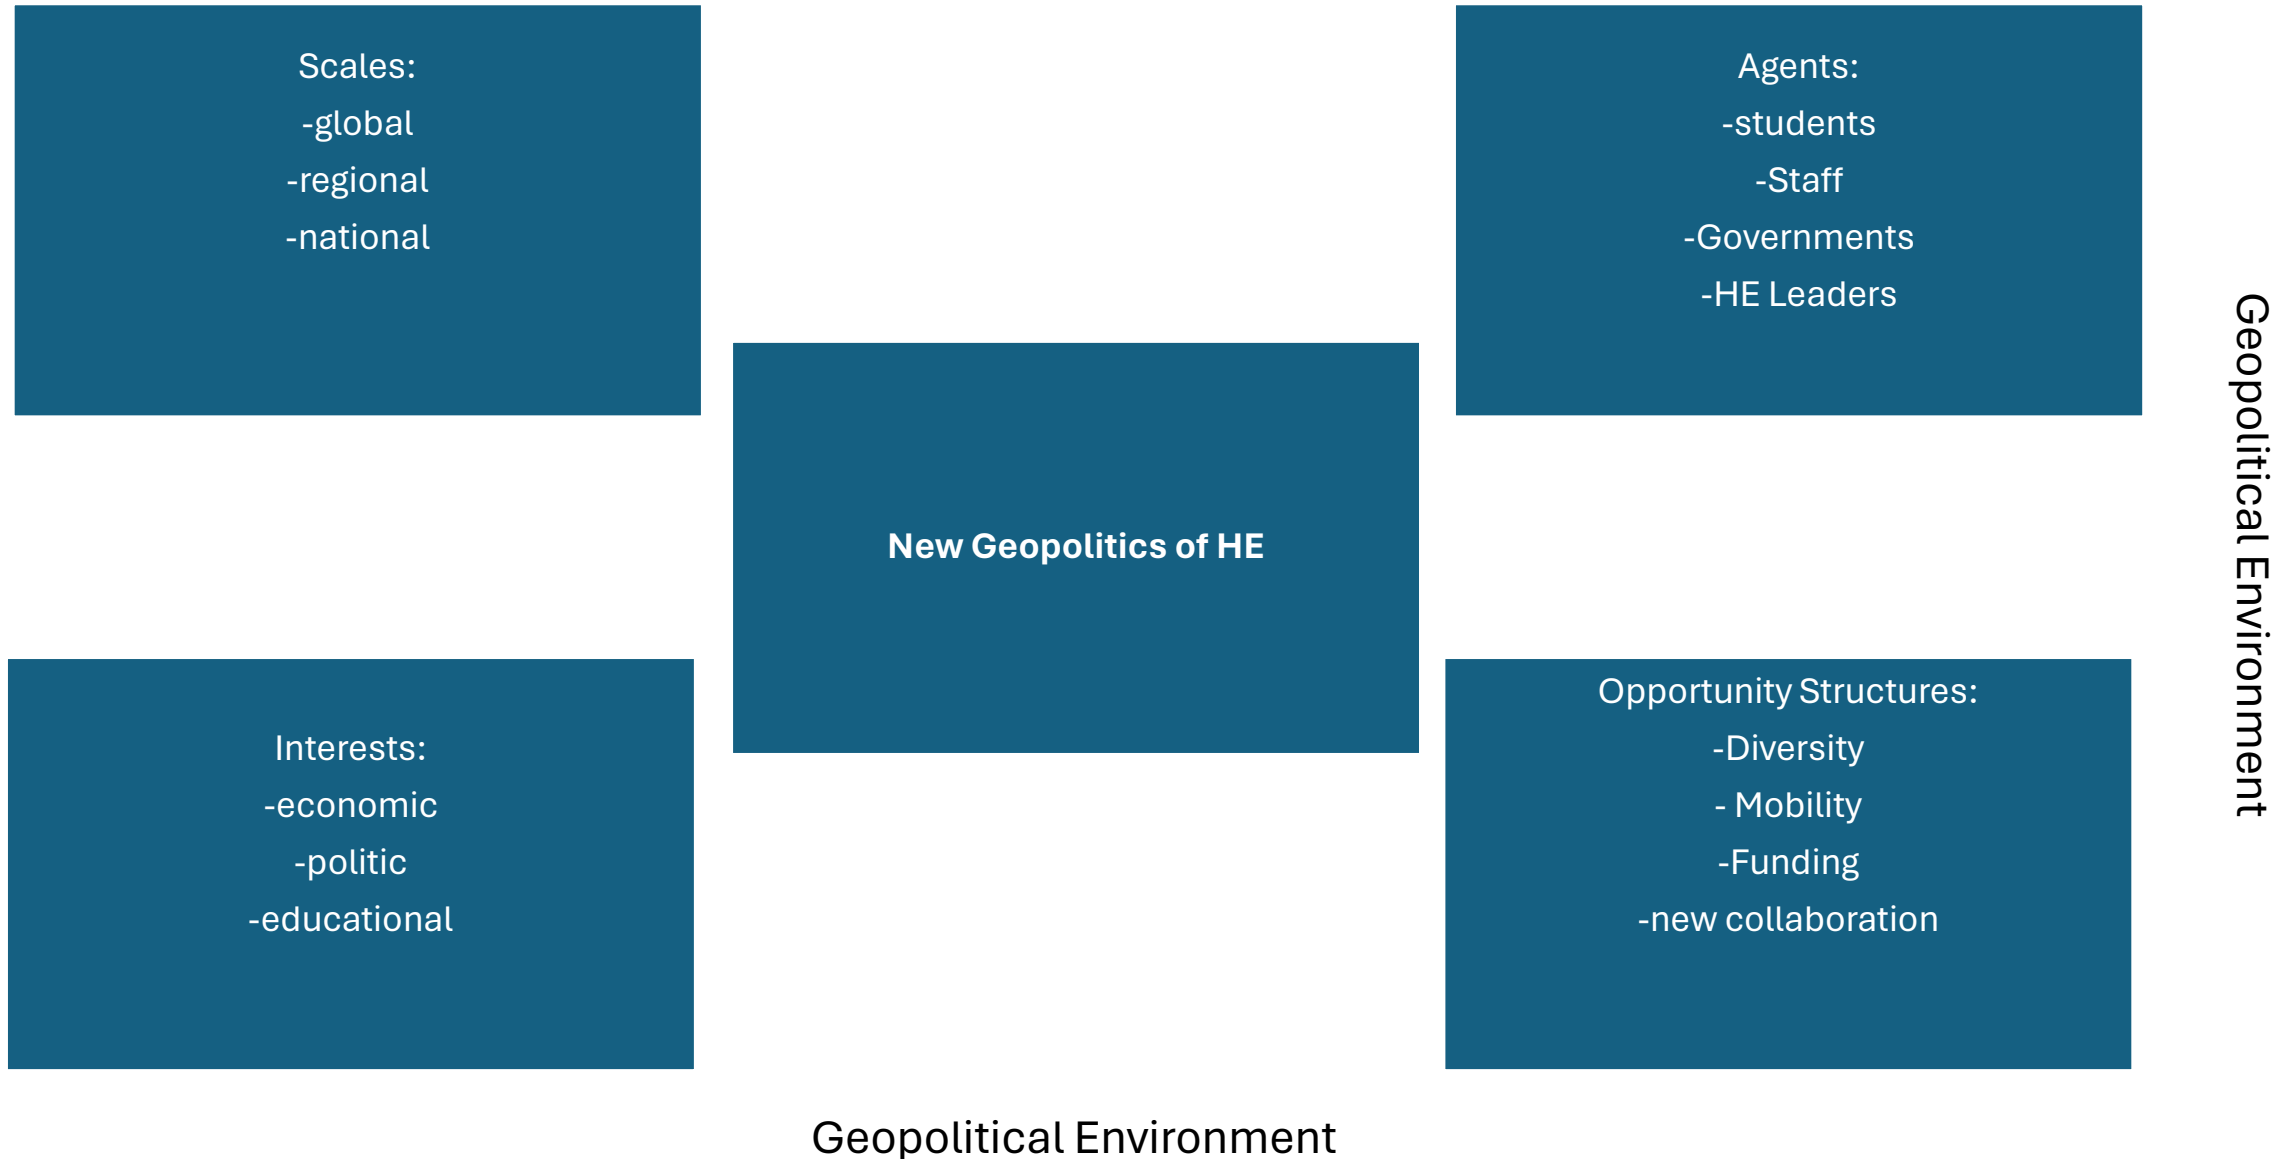 Scales:
-global
-regional
-national
Agents:
-students
-Staff
-Governments
-HE Leaders
New Geopolitics of HE
Interests:
-economic
-politic
-educational
Opportunity Structures:
-Diversity
- Mobility
-Funding
-new collaboration
Geopolitical Environment
Geopolitical Environment